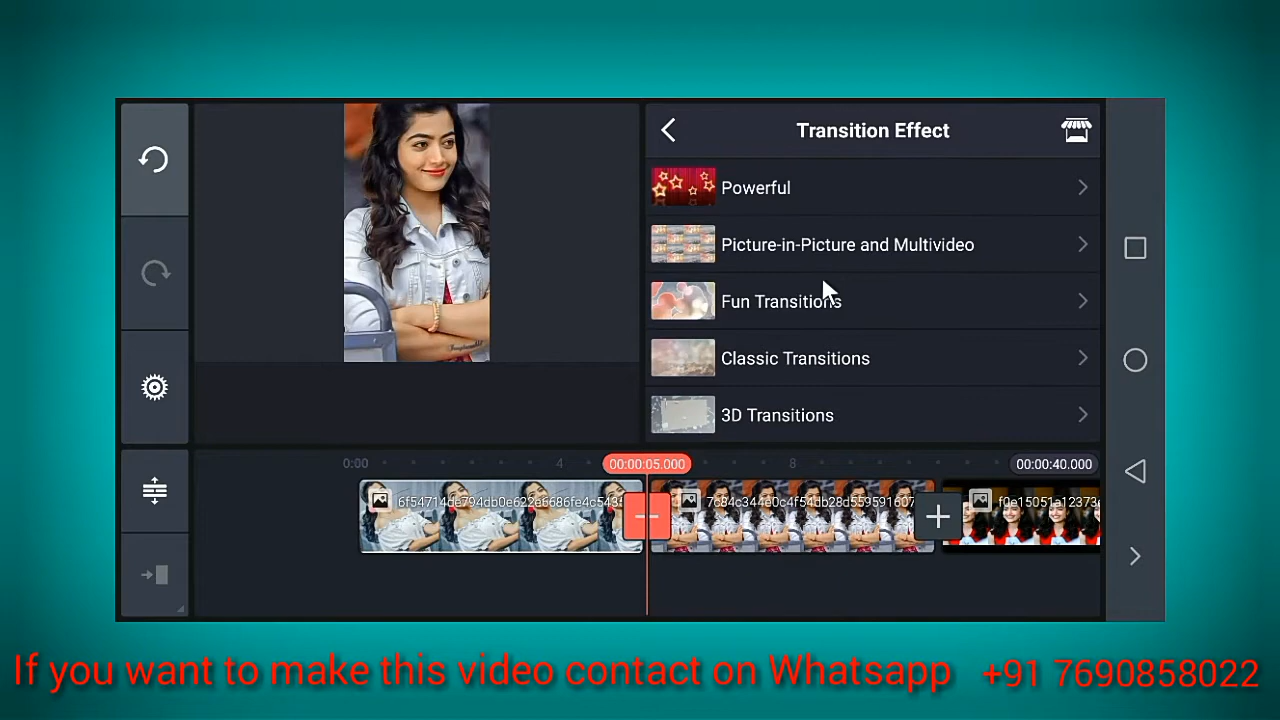 Transition Effect
Powerful
Picture-in-Picture and Multivideo
Fun Transitions
Classic Transitions
3D Transitions
0:00
4
00:00:05.000
8
00:00:40.000
If you want to make this video contact on Whatsapp +91 7690858022